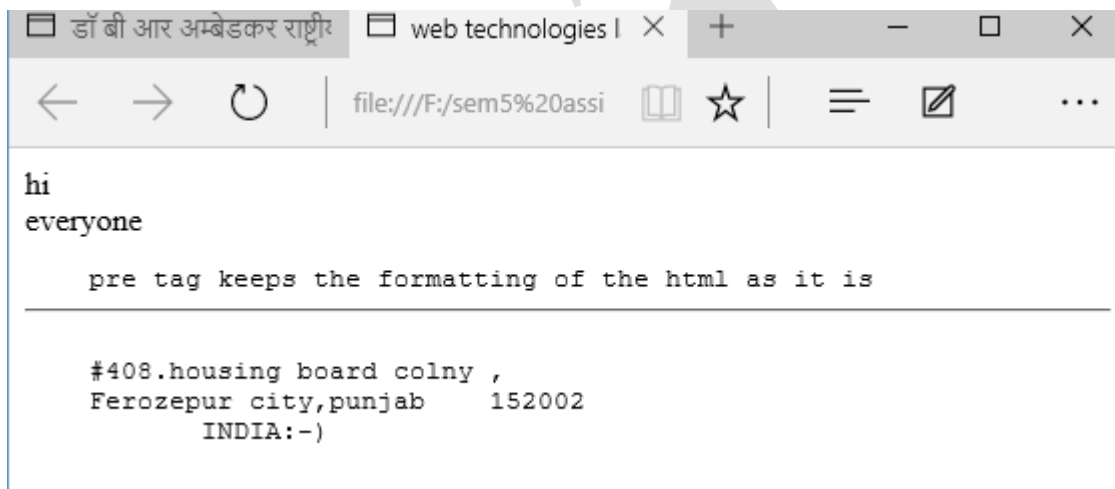 डॉ बी आर अम्बेडकर राष्ट्रीय
web technologies l
file:///F:/sem5%20assi
hi
everyone
pre tag keeps the formatting of the html as it is
#408.housing board colny ,
Ferozepur city,punjab    152002
INDIA:-)